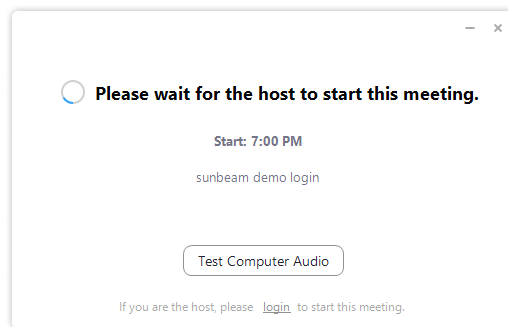 Please wait for the host to start this meeting.
Start: 7:00 PM
sunbeam demo login
Test Computer Audio
If you are the host, please login to start this meeting.